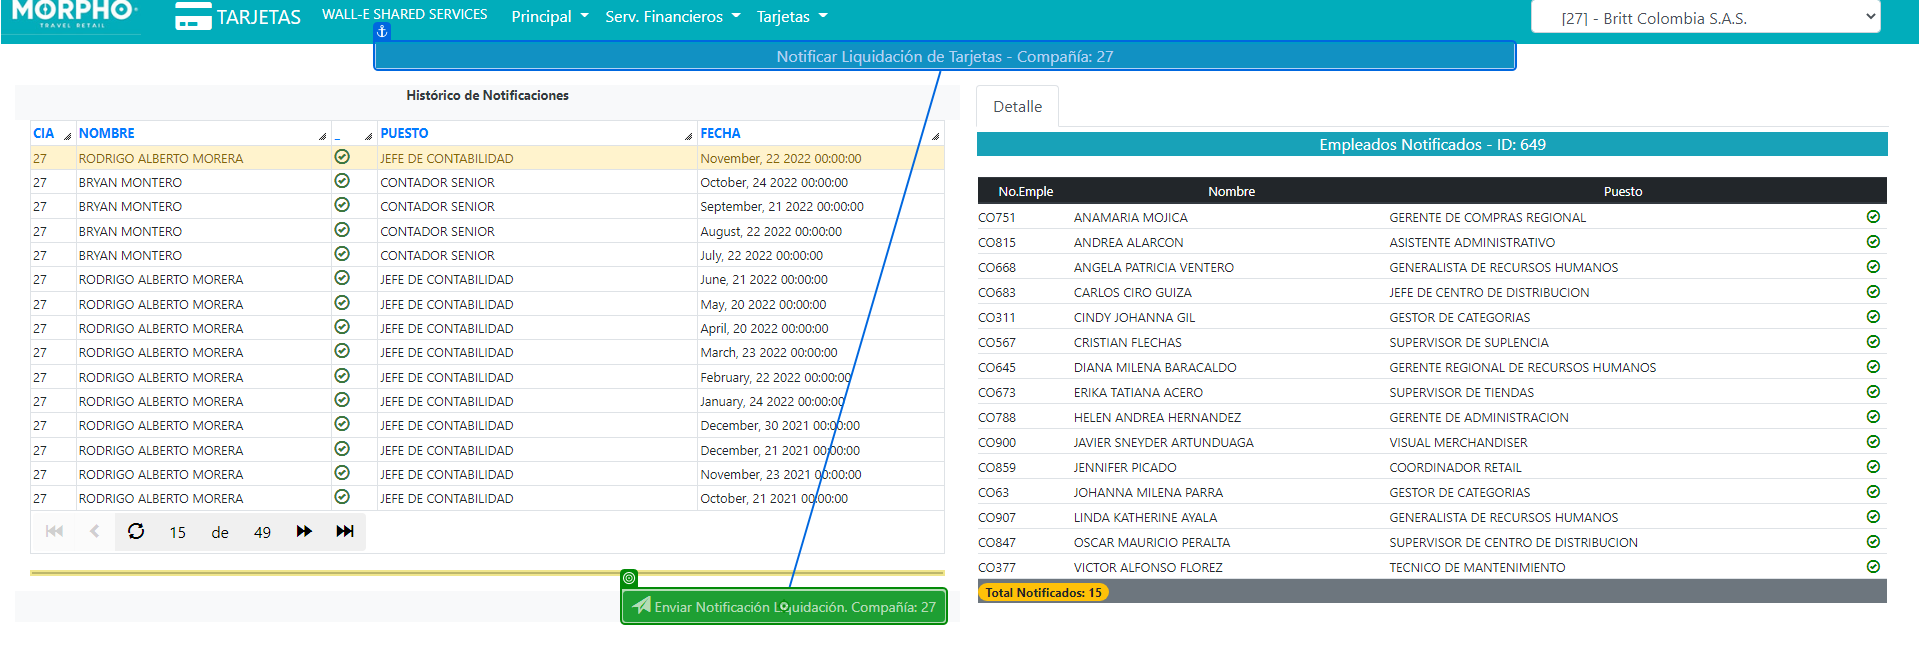 MORPHO
TRAVEL RETAIL
TARJETAS
WALL-E SHARED SERVICES
Principal
Serv. Financieros
Tarjetas
[27] - Britt Colombia S.A.S.
Notificar Liquidación de Tarjetas - Compañía: 27
Histórico de Notificaciones
CIA NOMBRE _ PUESTO FECHA
27 RODRIGO ALBERTO MORERA JEFE DE CONTABILIDAD November, 22 2022 00:00:00
27 BRYAN MONTERO CONTADOR SENIOR October, 24 2022 00:00:00
27 BRYAN MONTERO CONTADOR SENIOR September, 21 2022 00:00:00
27 BRYAN MONTERO CONTADOR SENIOR August, 22 2022 00:00:00
27 BRYAN MONTERO CONTADOR SENIOR July, 22 2022 00:00:00
27 RODRIGO ALBERTO MORERA JEFE DE CONTABILIDAD June, 21 2022 00:00:00
27 RODRIGO ALBERTO MORERA JEFE DE CONTABILIDAD May, 20 2022 00:00:00
27 RODRIGO ALBERTO MORERA JEFE DE CONTABILIDAD April, 20 2022 00:00:00
27 RODRIGO ALBERTO MORERA JEFE DE CONTABILIDAD March, 23 2022 00:00:00
27 RODRIGO ALBERTO MORERA JEFE DE CONTABILIDAD February, 22 2022 00:00:00
27 RODRIGO ALBERTO MORERA JEFE DE CONTABILIDAD January, 24 2022 00:00:00
27 RODRIGO ALBERTO MORERA JEFE DE CONTABILIDAD December, 30 2021 00:00:00
27 RODRIGO ALBERTO MORERA JEFE DE CONTABILIDAD December, 21 2021 00:00:00
27 RODRIGO ALBERTO MORERA JEFE DE CONTABILIDAD November, 23 2021 00:00:00
27 RODRIGO ALBERTO MORERA JEFE DE CONTABILIDAD October, 21 2021 00:00:00
15 de 49
Enviar Notificación Liquidación. Compañía: 27
Detalle
Empleados Notificados - ID: 649
No.Emple Nombre Puesto
CO751 ANAMARIA MOJICA GERENTE DE COMPRAS REGIONAL
CO815 ANDREA ALARCON ASISTENTE ADMINISTRATIVO
CO668 ANGELA PATRICIA VENTERO GENERALISTA DE RECURSOS HUMANOS
CO683 CARLOS CIRO GUIZA JEFE DE CENTRO DE DISTRIBUCION
CO311 CINDY JOHANNA GIL GESTOR DE CATEGORIAS
CO567 CRISTIAN FLECHAS SUPERVISOR DE SUPLENCIA
CO645 DIANA MILENA BARACALDO GERENTE REGIONAL DE RECURSOS HUMANOS
CO673 ERIKA TATIANA ACERO SUPERVISOR DE TIENDAS
CO788 HELEN ANDREA HERNANDEZ GERENTE DE ADMINISTRACION
CO900 JAVIER SNEYDER ARTUNDUAGA VISUAL MERCHANDISER
CO859 JENNIFER PICADO COORDINADOR RETAIL
CO63 JOHANNA MILENA PARRA GESTOR DE CATEGORIAS
CO907 LINDA KATHERINE AYALA GENERALISTA DE RECURSOS HUMANOS
CO847 OSCAR MAURICIO PERALTA SUPERVISOR DE CENTRO DE DISTRIBUCION
CO377 VICTOR ALFONSO FLOREZ TECNICO DE MANTENIMIENTO
Total Notificados: 15